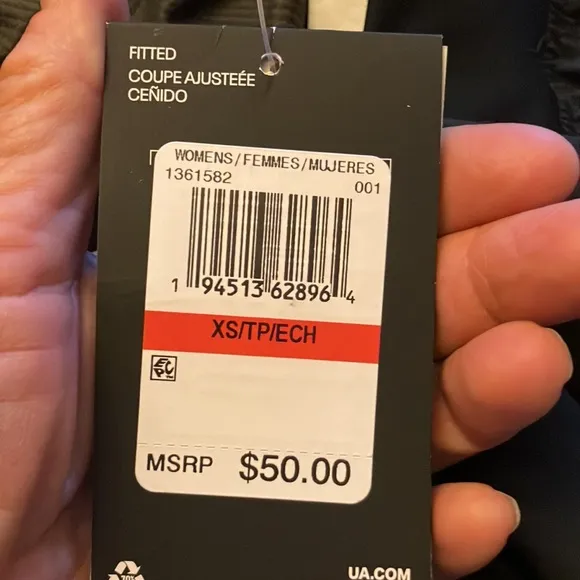 FITTED
COUPE AJUSTEÉE
CEÑIDO
WOMENS/FEMMES/MUJERES
1361582 001
1 94513 62896 4
XS/TP/ECH
MSRP $50.00
UA.COM